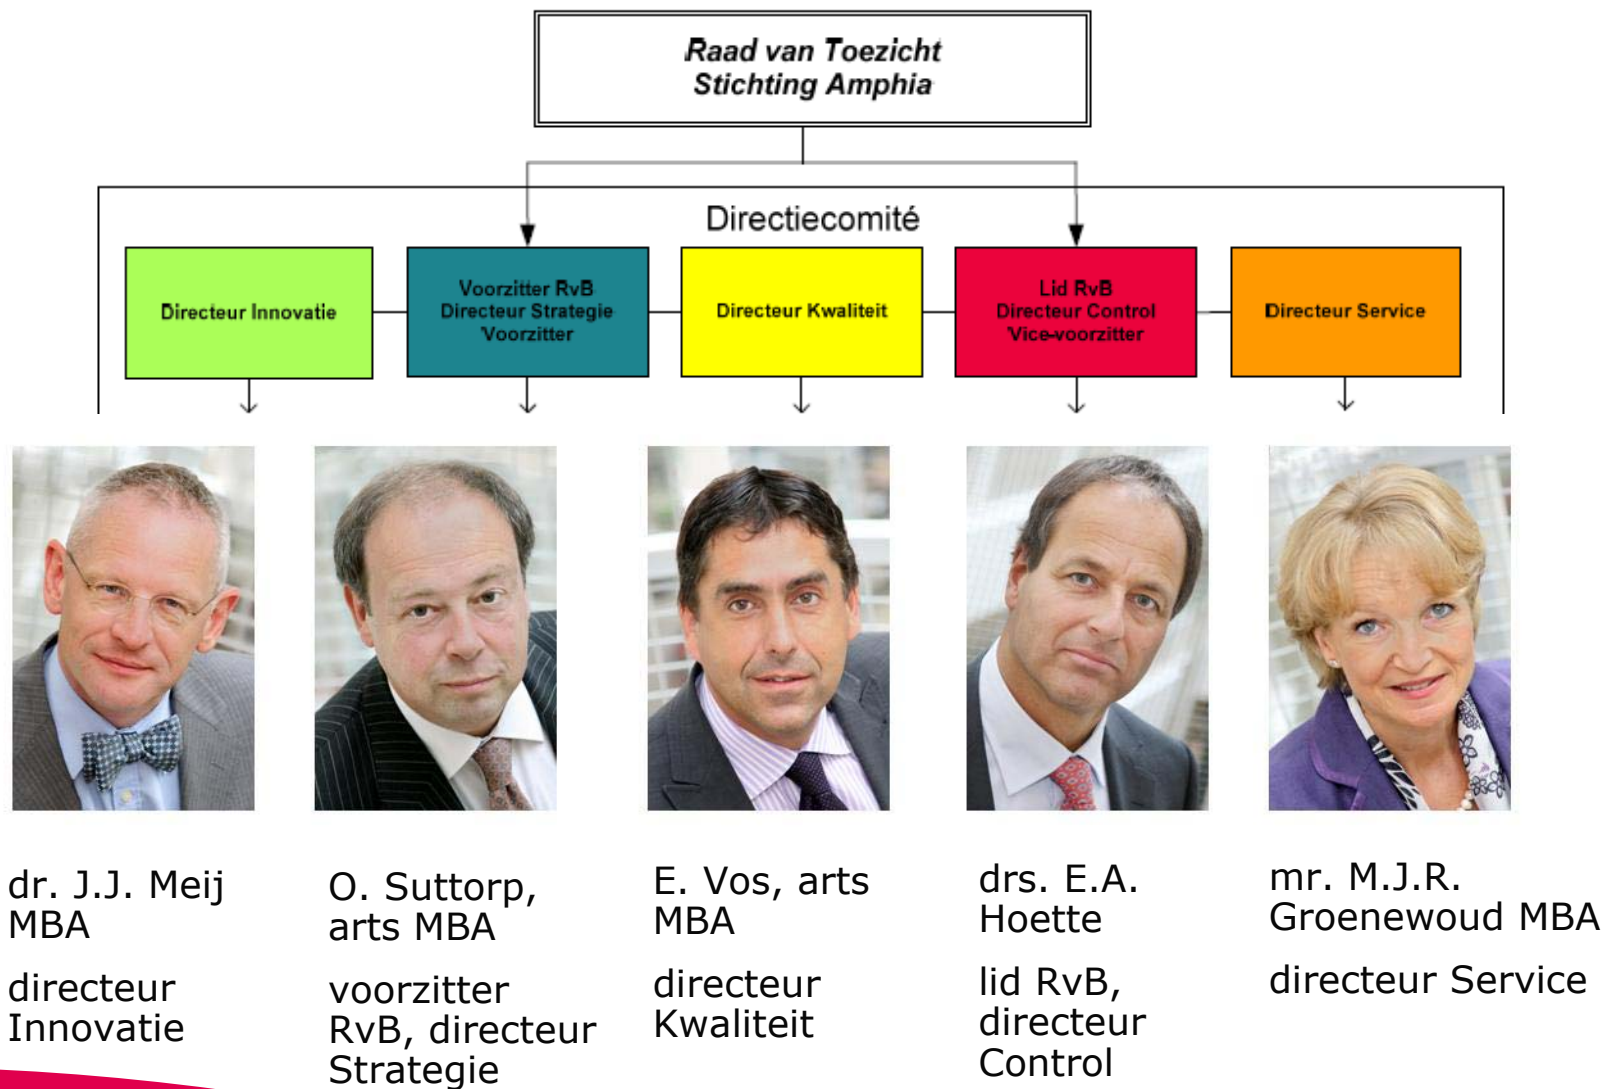 Raad van Toezicht
Stichting Amphia
Directiecomité
Directeur Innovatie
Voorzitter RvB
Directeur Strategie
Voorzitter
Directeur Kwaliteit
Lid RvB
Directeur Control
Vice-voorzitter
Directeur Service
dr. J.J. Meij
MBA
directeur
Innovatie
O. Suttorp,
arts MBA
voorzitter
RvB, directeur
Strategie
E. Vos, arts
MBA
directeur
Kwaliteit
drs. E.A.
Hoette
lid RvB,
directeur
Control
mr. M.J.R.
Groenewoud MBA
directeur Service